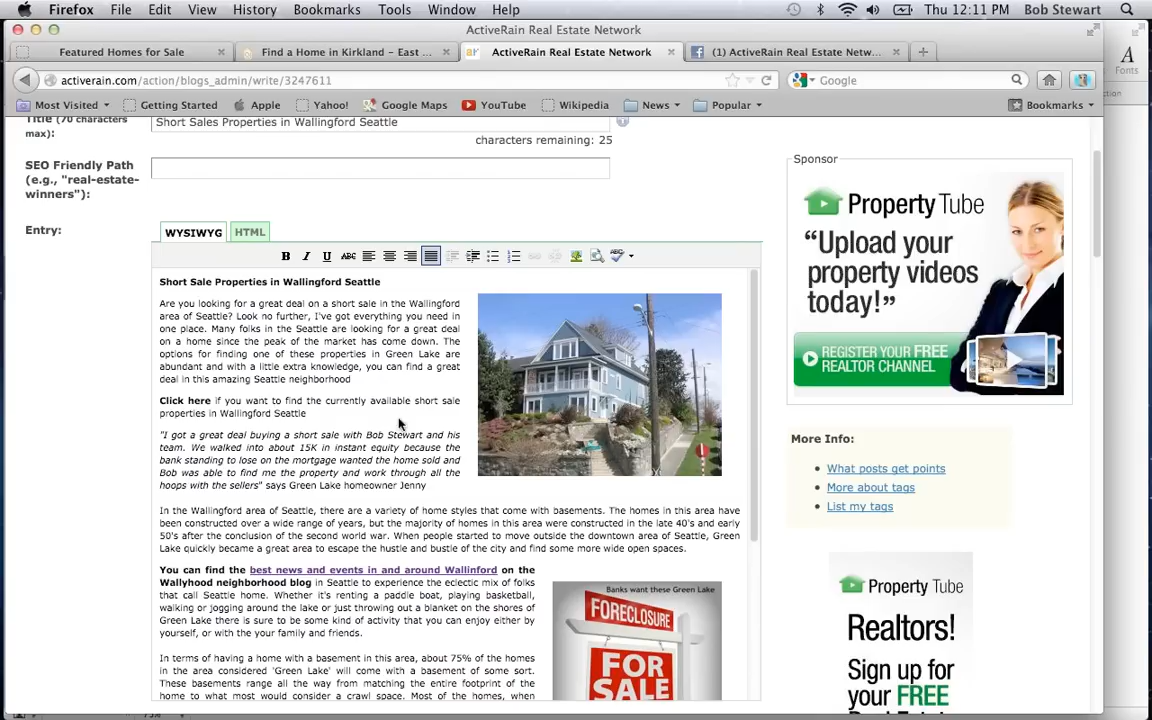 Firefox File Edit View History Bookmarks Tools Window Help Thu 12:11 PM Bob Stewart
ActiveRain Real Estate Network
Featured Homes for Sale
Find a Home in Kirkland – East ...
ActiveRain Real Estate Network
(1) ActiveRain Real Estate Netw...
Fonts
activerain.com/action/blogs_admin/write/3247611
Google
Most Visited Getting Started Apple Yahoo! Google Maps YouTube Wikipedia News Popular Bookmarks
Title (70 characters
max):
Short Sales Properties in Wallingford Seattle
characters remaining: 25
SEO Friendly Path
(e.g., "real-estate-
winners"):
Entry:
WYSIWYG HTML
B I U ABC
Short Sale Properties in Wallingford Seattle
Are you looking for a great deal on a short sale in the Wallingford
area of Seattle? Look no further, I've got everything you need in
one place. Many folks in the Seattle are looking for a great deal
on a home since the peak of the market has come down. The
options for finding one of these properties in Green Lake are
abundant and with a little extra knowledge, you can find a great
deal in this amazing Seattle neighborhood
Click here if you want to find the currently available short sale
properties in Wallingford Seattle
"I got a great deal buying a short sale with Bob Stewart and his
team. We walked into about 15K in instant equity because the
bank standing to lose on the mortgage wanted the home sold and
Bob was able to find me the property and work through all the
hoops with the sellers" says Green Lake homeowner Jenny
In the Wallingford area of Seattle, there are a variety of home styles that come with basements. The homes in this area have
been constructed over a wide range of years, but the majority of homes in this area were constructed in the late 40's and early
50's after the conclusion of the second world war. When people started to move outside the downtown area of Seattle, Green
Lake quickly became a great area to escape the hustle and bustle of the city and find some more wide open spaces.
You can find the best news and events in and around Wallinford on the
Wallyhood neighborhood blog in Seattle to experience the eclectic mix of folks
that call Seattle home. Whether it's renting a paddle boat, playing basketball,
walking or jogging around the lake or just throwing out a blanket on the shores of
Green Lake there is sure to be some kind of activity that you can enjoy either by
yourself, or with the your family and friends.
In terms of having a home with a basement in this area, about 75% of the homes
in the area considered 'Green Lake' will come with a basement of some sort.
These basements range all the way from matching the entire footprint of the
home to what most would consider a crawl space. Most of the homes, when
Banks want these Green Lake
FORECLOSURE
FOR
SALE
Sponsor
Property Tube
“Upload your
property videos
today!”
REGISTER YOUR FREE
REALTOR CHANNEL
More Info:
What posts get points
More about tags
List my tags
Property Tube
Realtors!
Sign up for
your FREE